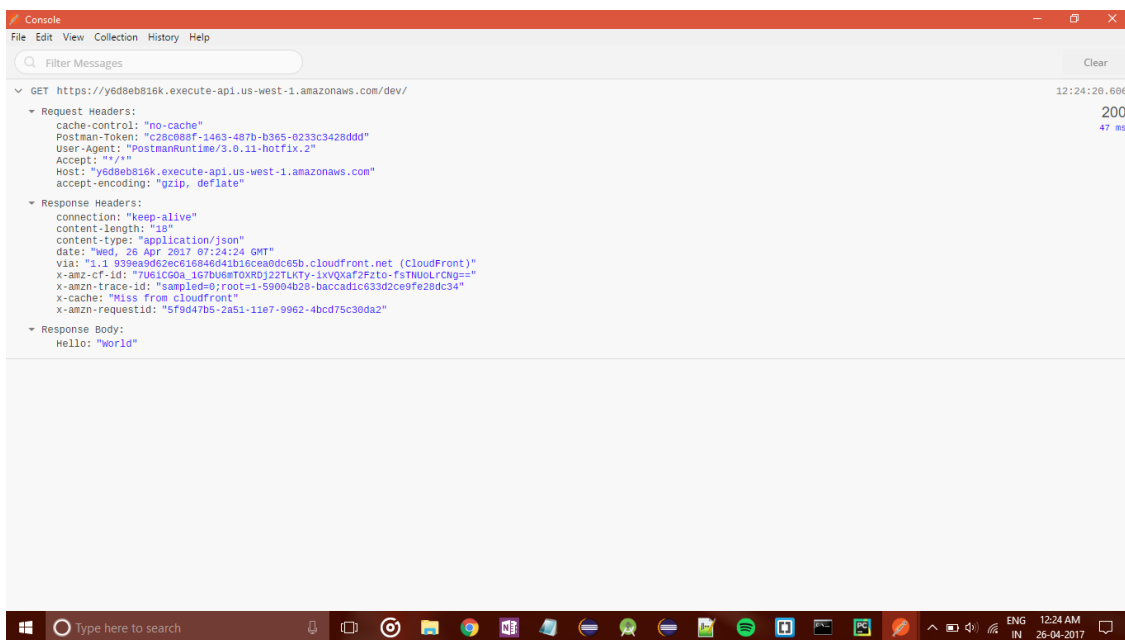 Console
File Edit View Collection History Help
Filter Messages
Clear
GET https://y6d8eb816k.execute-api.us-west-1.amazonaws.com/dev/
12:24:20.606
Request Headers:
200
cache-control: "no-cache"
47 ms
Postman-Token: "c28c088f-1463-487b-b365-0233c3428ddd"
User-Agent: "PostmanRuntime/3.0.11-hotfix.2"
Accept: "*/*"
Host: "y6d8eb816k.execute-api.us-west-1.amazonaws.com"
accept-encoding: "gzip, deflate"
Response Headers:
connection: "keep-alive"
content-length: "18"
content-type: "application/json"
date: "Wed, 26 Apr 2017 07:24:24 GMT"
via: "1.1 939ea9d62ec616846d41b16cea0dc65b.cloudfront.net (CloudFront)"
x-amz-cf-id: "7U6iCGOa_1G7bU6mTOXRDj22TLKTy-ixVQXaf2Fzto-fsTNUoLrCNg=="
x-amzn-trace-id: "sampled=0;root=1-59004b28-baccad1c633d2ce9fe28dc34"
x-cache: "Miss from cloudfront"
x-amzn-requestid: "5f9d47b5-2a51-11e7-9962-4bcd75c30da2"
Response Body:
Hello: "World"
Type here to search
ENG
IN
12:24 AM
26-04-2017